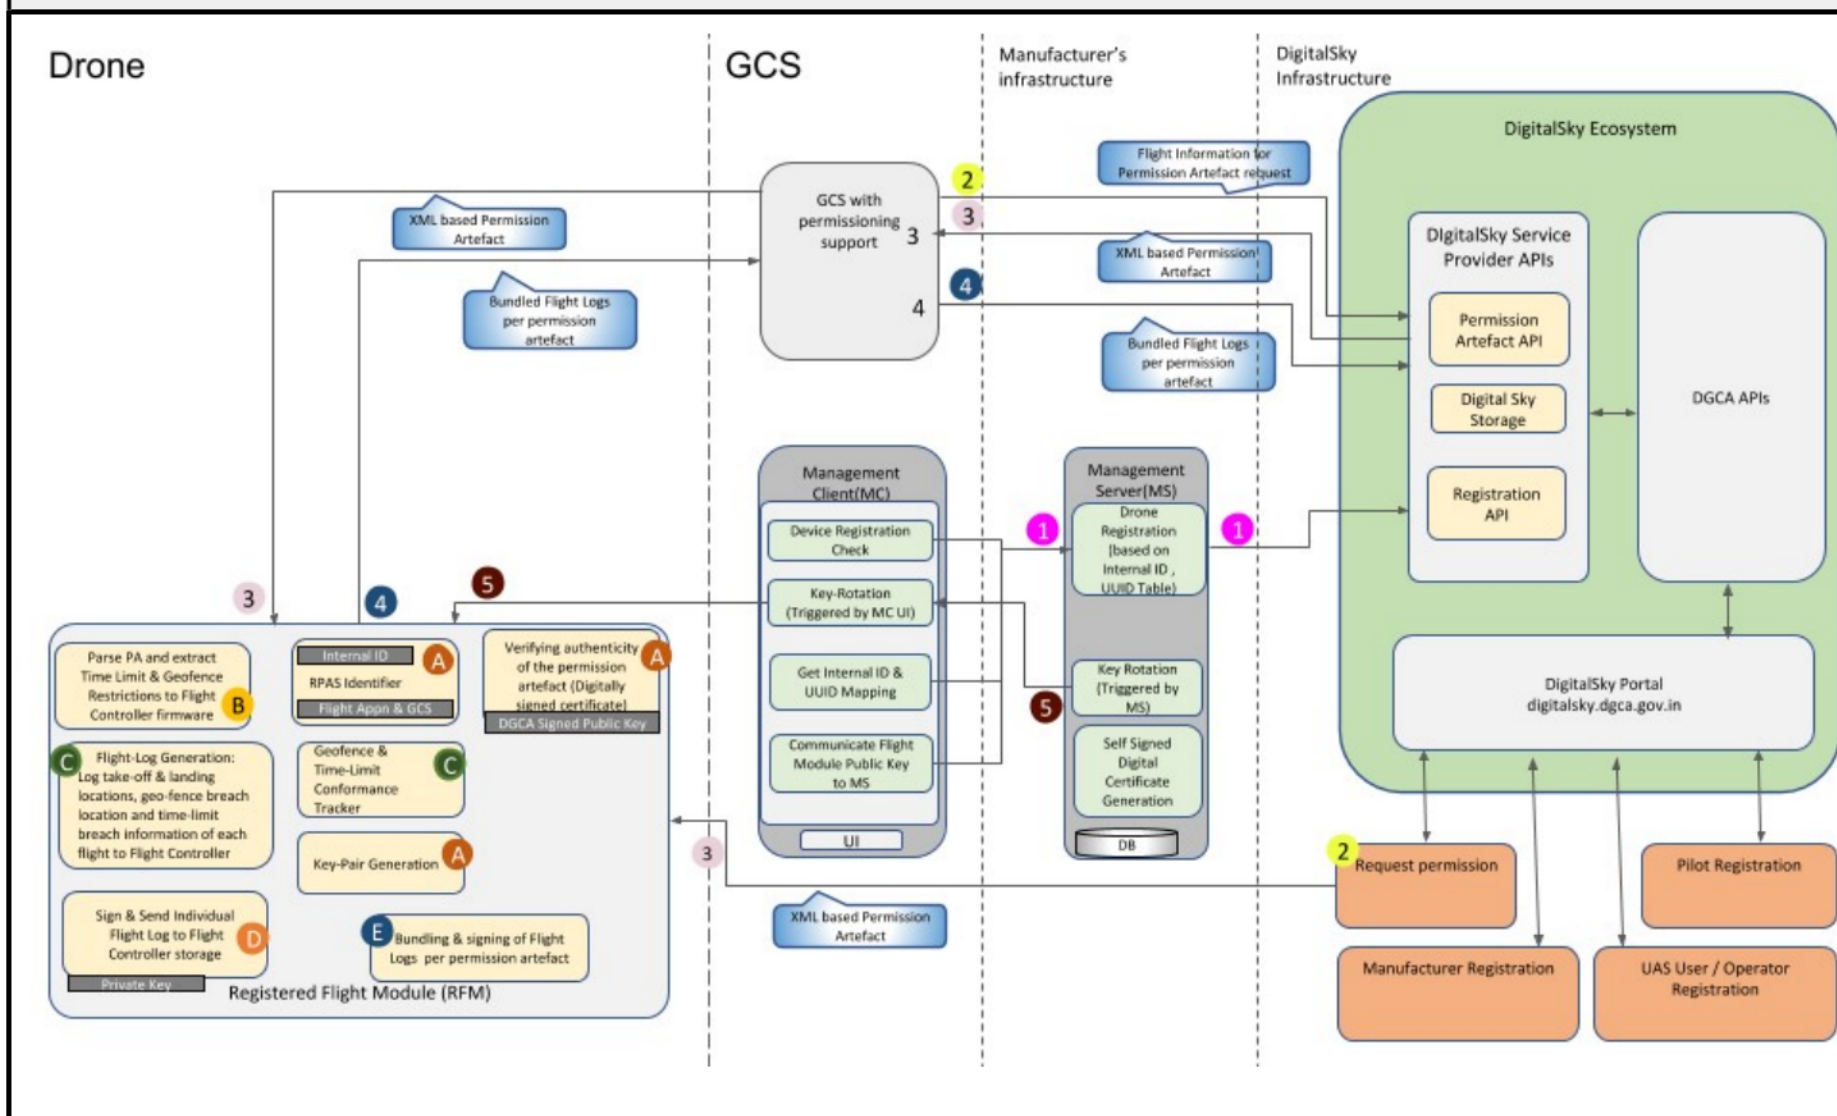 Drone
GCS
Manufacturer's
infrastructure
DigitalSky
Infrastructure
DigitalSky Ecosystem
XML based Permission
Artefact
Bundled Flight Logs
per permission
artefact
GCS with
permissioning
support
3
4
2
3
4
Flight Information for
Permission Artefact request
XML based Permission
Artefact
Bundled Flight Logs
per permission
artefact
DIgitalSky Service
Provider APIs
Permission
Artefact API
Digital Sky
Storage
Registration
API
DGCA APIs
Management
Client(MC)
Device Registration
Check
Key-Rotation
(Triggered by MC UI)
Get Internal ID &
UUID Mapping
Communicate Flight
Module Public Key
to MS
UI
1
Management
Server(MS)
Drone
Registration
(based on
Internal ID ,
UUID Table)
Key Rotation
(Triggered by
MS)
Self Signed
Digital
Certificate
Generation
DB
1
5
3
4
5
Parse PA and extract
Time Limit & Geofence
Restrictions to Flight
Controller firmware
B
Internal ID
RPAS Identifier
Flight Appn & GCS
A
Verifying authenticity
of the permission
artefact (Digitally
signed certificate)
DGCA Signed Public Key
A
C
Flight-Log Generation:
Log take-off & landing
locations, geo-fence breach
location and time-limit
breach information of each
flight to Flight Controller
Geofence &
Time-Limit
Conformance
Tracker
C
Key-Pair Generation
A
Sign & Send Individual
Flight Log to Flight
Controller storage
D
Private Key
E
Bundling & signing of Flight
Logs per permission artefact
Registered Flight Module (RFM)
3
XML based Permission
Artefact
DigitalSky Portal
digitalsky.dgca.gov.in
2
Request permission
Pilot Registration
Manufacturer Registration
UAS User / Operator
Registration